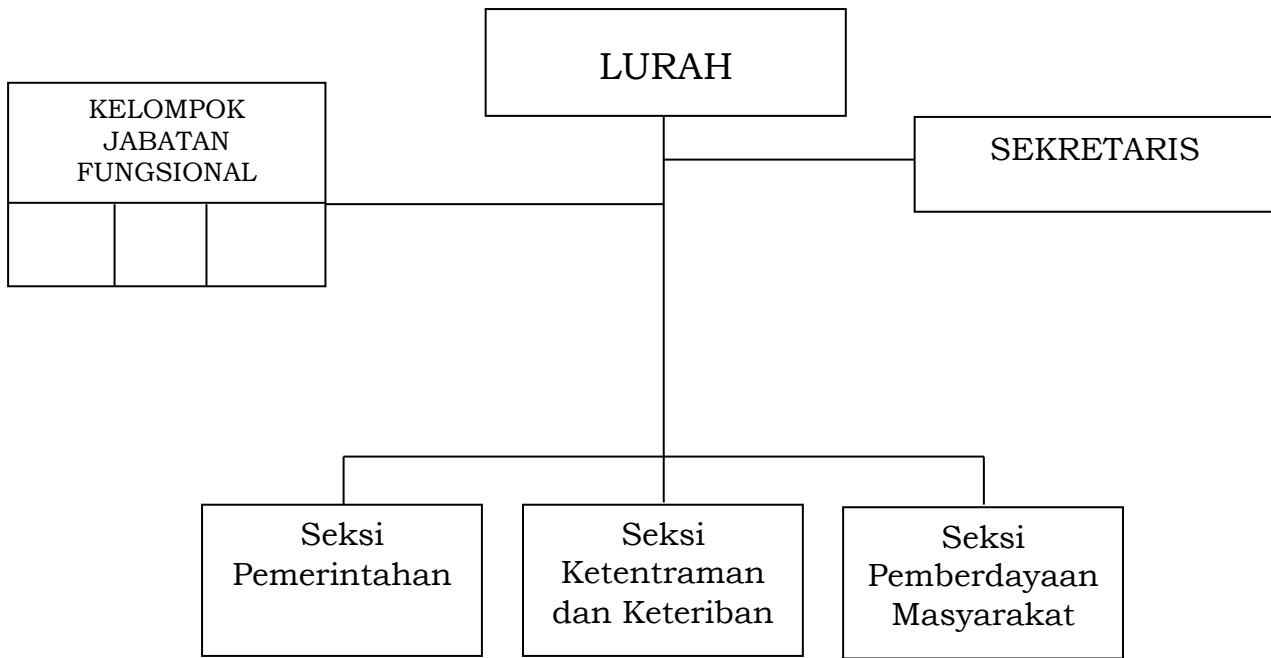 LURAH
KELOMPOK
JABATAN
FUNGSIONAL
SEKRETARIS
Seksi
Pemerintahan
Seksi
Ketentraman
dan Keteriban
Seksi
Pemberdayaan
Masyarakat